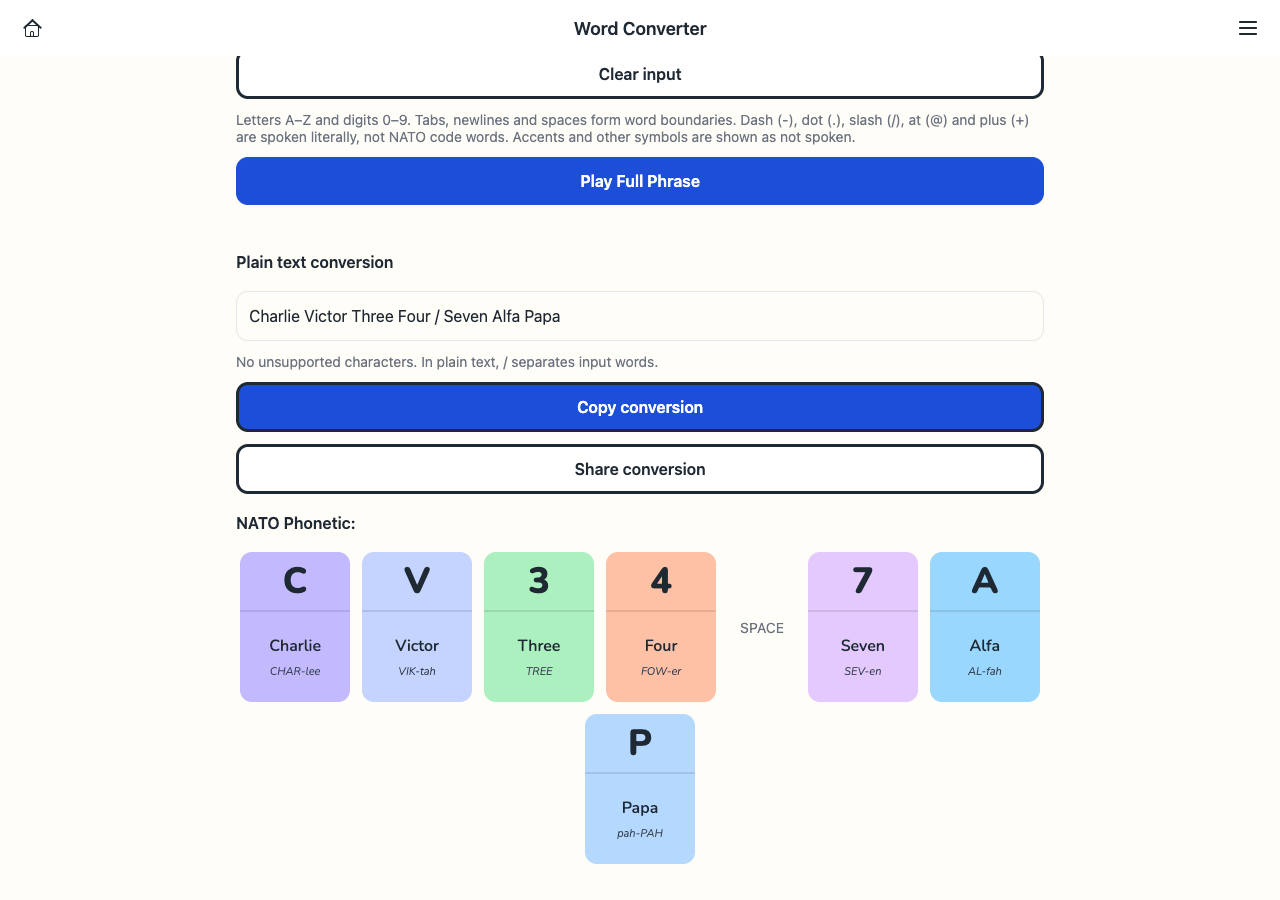 Word Converter
Clear input
Letters A–Z and digits 0–9. Tabs, newlines and spaces form word boundaries. Dash (-), dot (.), slash (/), at (@) and plus (+)
are spoken literally, not NATO code words. Accents and other symbols are shown as not spoken.
Play Full Phrase
Plain text conversion
Charlie Victor Three Four / Seven Alfa Papa
No unsupported characters. In plain text, / separates input words.
Copy conversion
Share conversion
NATO Phonetic:
C V 3 4 7 A
SPACE
Charlie Victor Three Four Seven Alfa
CHAR-lee VIK-tah TREE FOW-er SEV-en AL-fah
P
Papa
pah-PAH